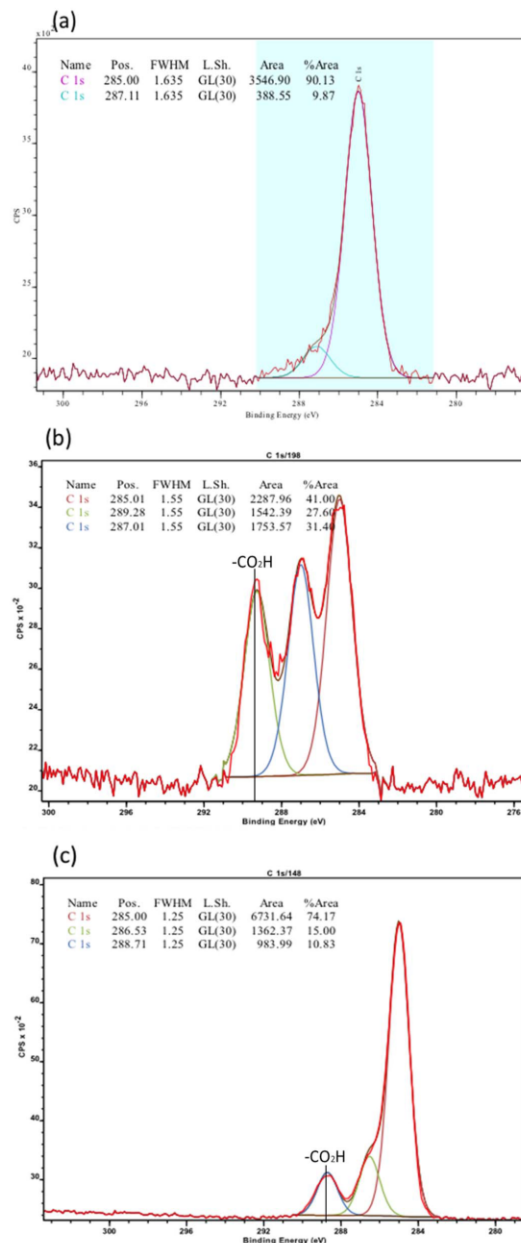 (a)
x10
Name Pos. FWHM L.Sh. Area %Area
C 1s 285.00 1.635 GL(30) 3546.90 90.13
C 1s 287.11 1.635 GL(30) 388.55 9.87
C 1s
40
35
30
25
20
CPS
300 296 292 288 284 280
Binding Energy (eV)
(b)
C 1s/198
Name Pos. FWHM L.Sh. Area %Area
C 1s 285.01 1.55 GL(30) 2287.96 41.00
C 1s 289.28 1.55 GL(30) 1542.39 27.60
C 1s 287.01 1.55 GL(30) 1753.57 31.40
-CO₂H
36
34
32
30
28
26
24
22
20
CPS x 10⁻²
300 296 292 288 284 280 276
Binding Energy (eV)
(c)
C 1s/148
Name Pos. FWHM L.Sh. Area %Area
C 1s 285.00 1.25 GL(30) 6731.64 74.17
C 1s 286.53 1.25 GL(30) 1362.37 15.00
C 1s 288.71 1.25 GL(30) 983.99 10.83
-CO₂H
80
70
60
50
40
30
CPS x 10⁻²
300 296 292 288 284 280
Binding Energy (eV)